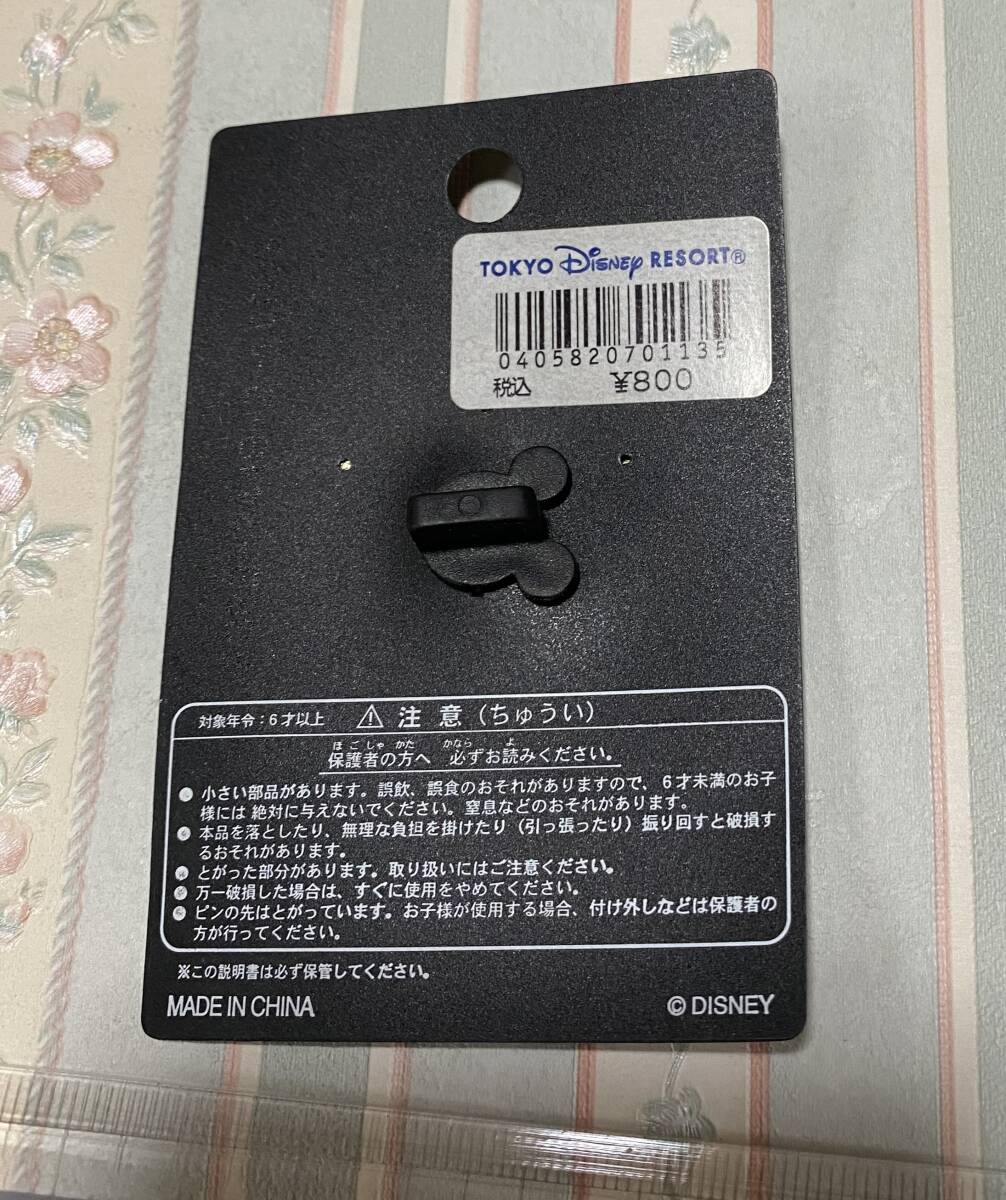 TOKYO Disney RESORT®
0405820701135
税込 ¥800
対象年令：6才以上 ⚠ 注意（ちゅうい）
ほごしゃ かた かなら よ
保護者の方へ 必ずお読みください。
● 小さい部品があります。誤飲、誤食のおそれがありますので、6才未満のお子
様には 絶対に与えないでください。窒息などのおそれがあります。
● 本品を落としたり、無理な負担を掛けたり（引っ張ったり）振り回すと破損す
るおそれがあります。
● とがった部分があります。取り扱いにはご注意ください。
● 万一破損した場合は、すぐに使用をやめてください。
● ピンの先はとがっています。お子様が使用する場合、付け外しなどは保護者の
方が行ってください。
※この説明書は必ず保管してください。
MADE IN CHINA
© DISNEY